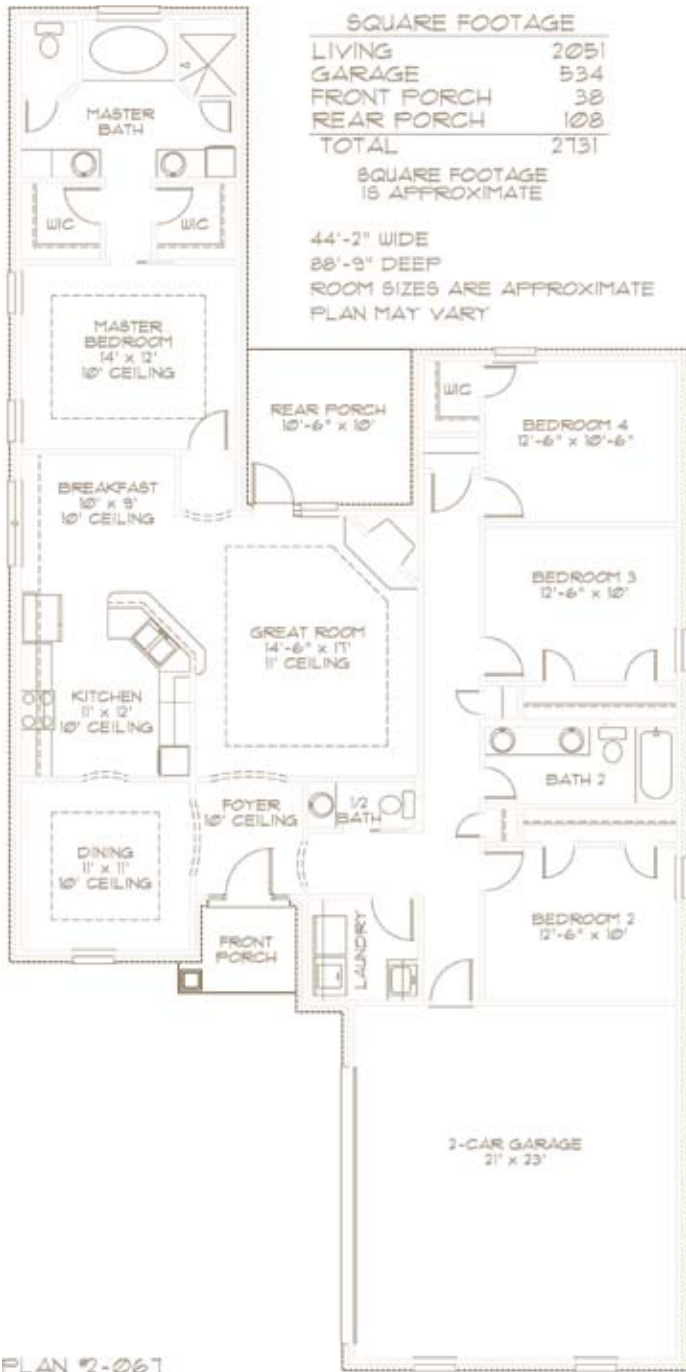 SQUARE FOOTAGE
LIVING 2051
GARAGE 534
FRONT PORCH 38
REAR PORCH 108
TOTAL 2731
SQUARE FOOTAGE
IS APPROXIMATE
44'-2" WIDE
88'-9" DEEP
ROOM SIZES ARE APPROXIMATE
PLAN MAY VARY
MASTER
BATH
WIC
WIC
MASTER
BEDROOM
14' x 12'
10' CEILING
REAR PORCH
10'-6" x 10'
WIC
BEDROOM 4
12'-6" x 10'-6"
BREAKFAST
10' x 9'
10' CEILING
BEDROOM 3
12'-6" x 10'
GREAT ROOM
14'-6" x 17'
11' CEILING
KITCHEN
11' x 12'
10' CEILING
BATH 2
FOYER
10' CEILING
1/2
BATH
DINING
11' x 11'
10' CEILING
BEDROOM 2
12'-6" x 10'
FRONT
PORCH
LAUNDRY
2-CAR GARAGE
21' x 23'
PLAN #2-067